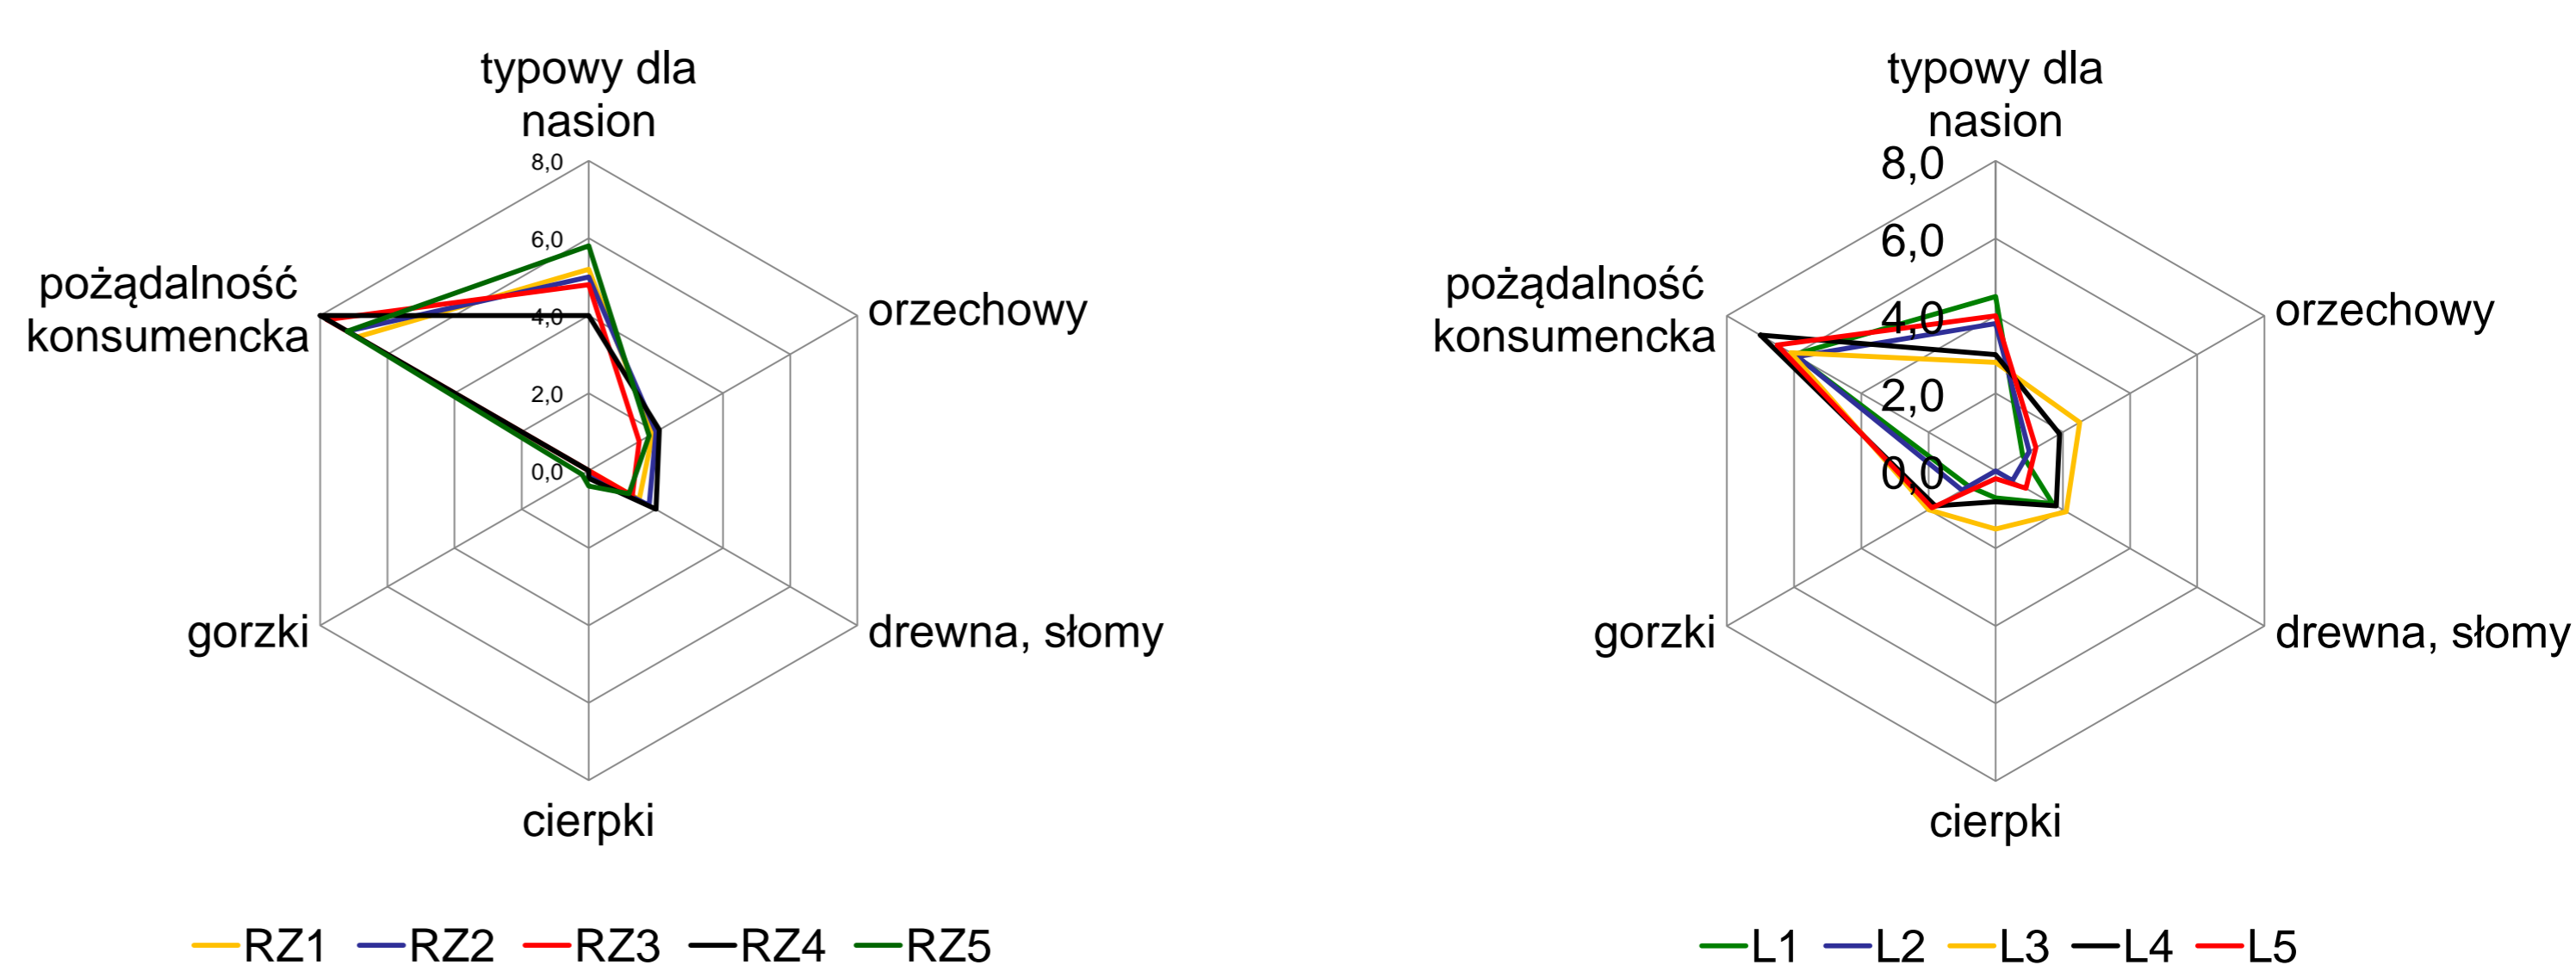 typowy dla
nasion
8,0
6,0
4,0
2,0
0,0
orzechowy
drewna, słomy
cierpki
gorzki
pożądalność
konsumencka
RZ1 RZ2 RZ3 RZ4 RZ5
typowy dla
nasion
8,0
6,0
4,0
2,0
0,0
orzechowy
drewna, słomy
cierpki
gorzki
pożądalność
konsumencka
L1 L2 L3 L4 L5